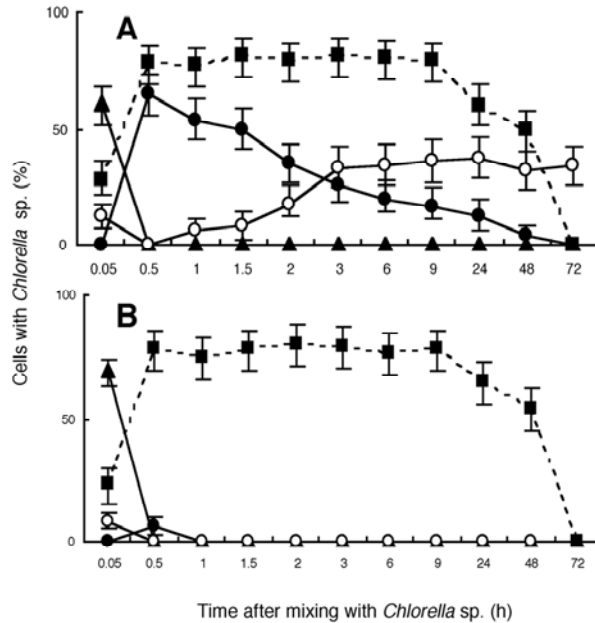 100
A
50
0
0.05 0.5 1 1.5 2 3 6 9 24 48 72
Cells with Chlorella sp. (%)
100
B
50
0
0.05 0.5 1 1.5 2 3 6 9 24 48 72
Time after mixing with Chlorella sp. (h)